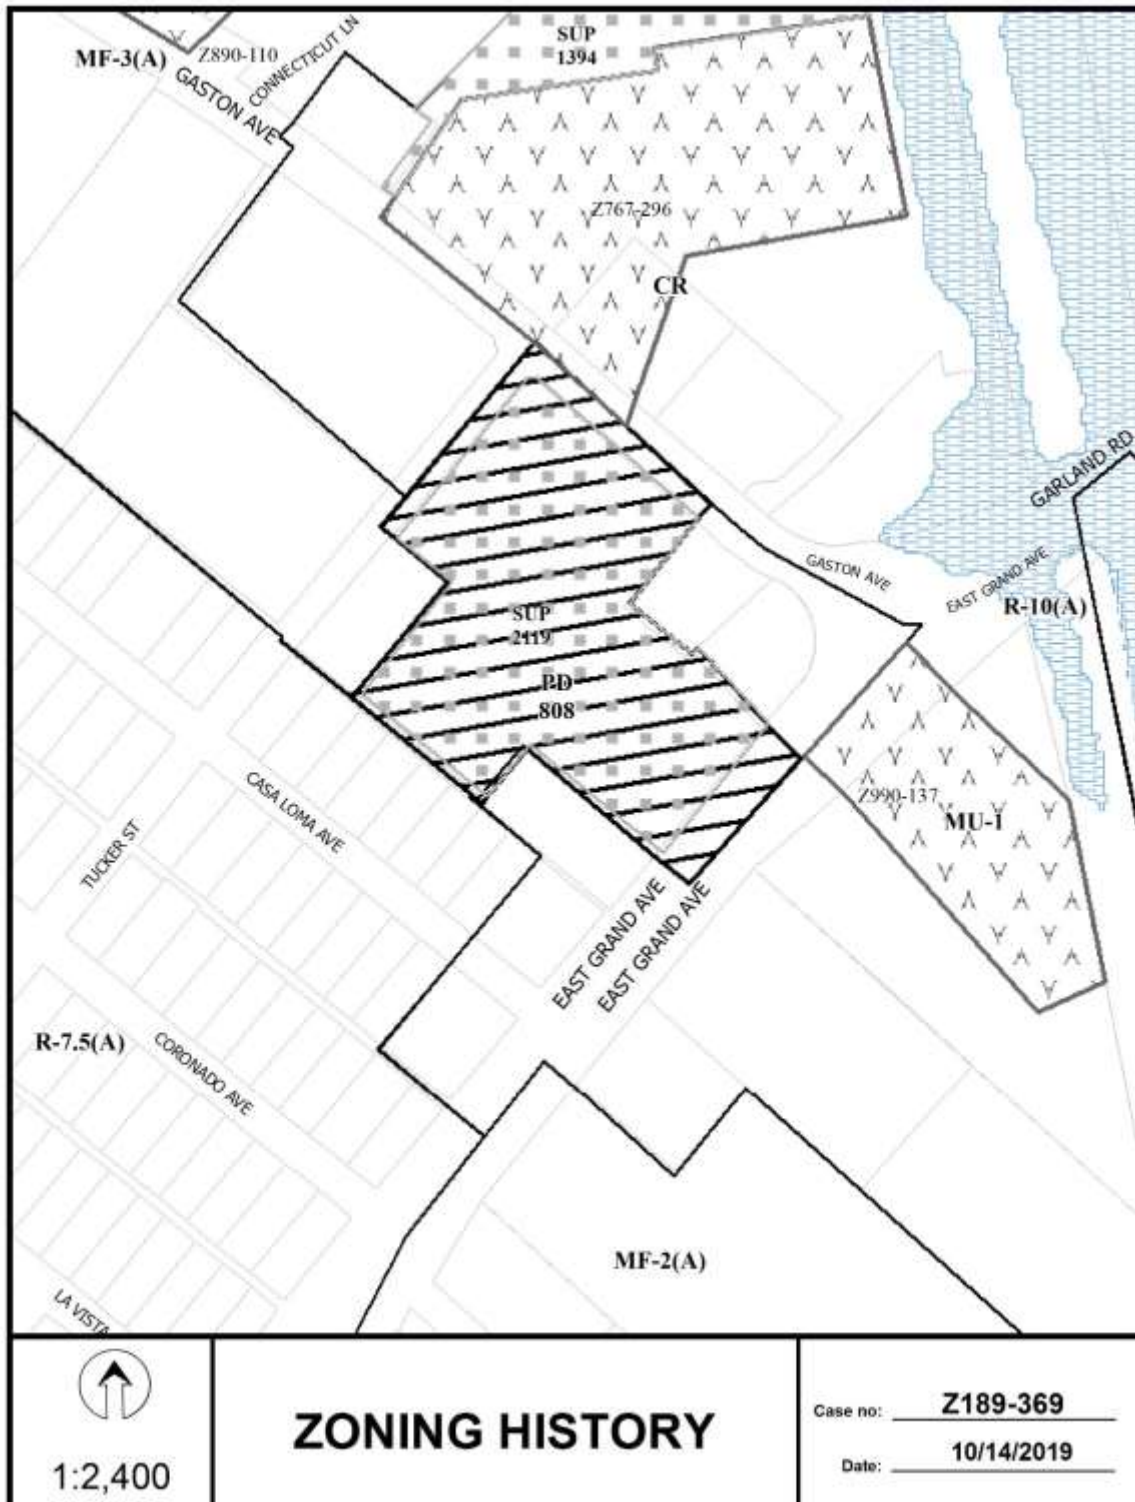 SUP
1394
MF-3(A)
Z890-110
CONNECTICUT LN
GASTON AVE
Z767-296
CR
GARLAND RD
GASTON AVE
EAST GRAND AVE
R-10(A)
SUP
2119
PD
808
CASA LOMA AVE
Z990-137
MU-1
TUCKER ST
EAST GRAND AVE
EAST GRAND AVE
R-7.5(A)
CORONADO AVE
MF-2(A)
LA VISTA
1:2,400
ZONING HISTORY
Case no: Z189-369
Date: 10/14/2019